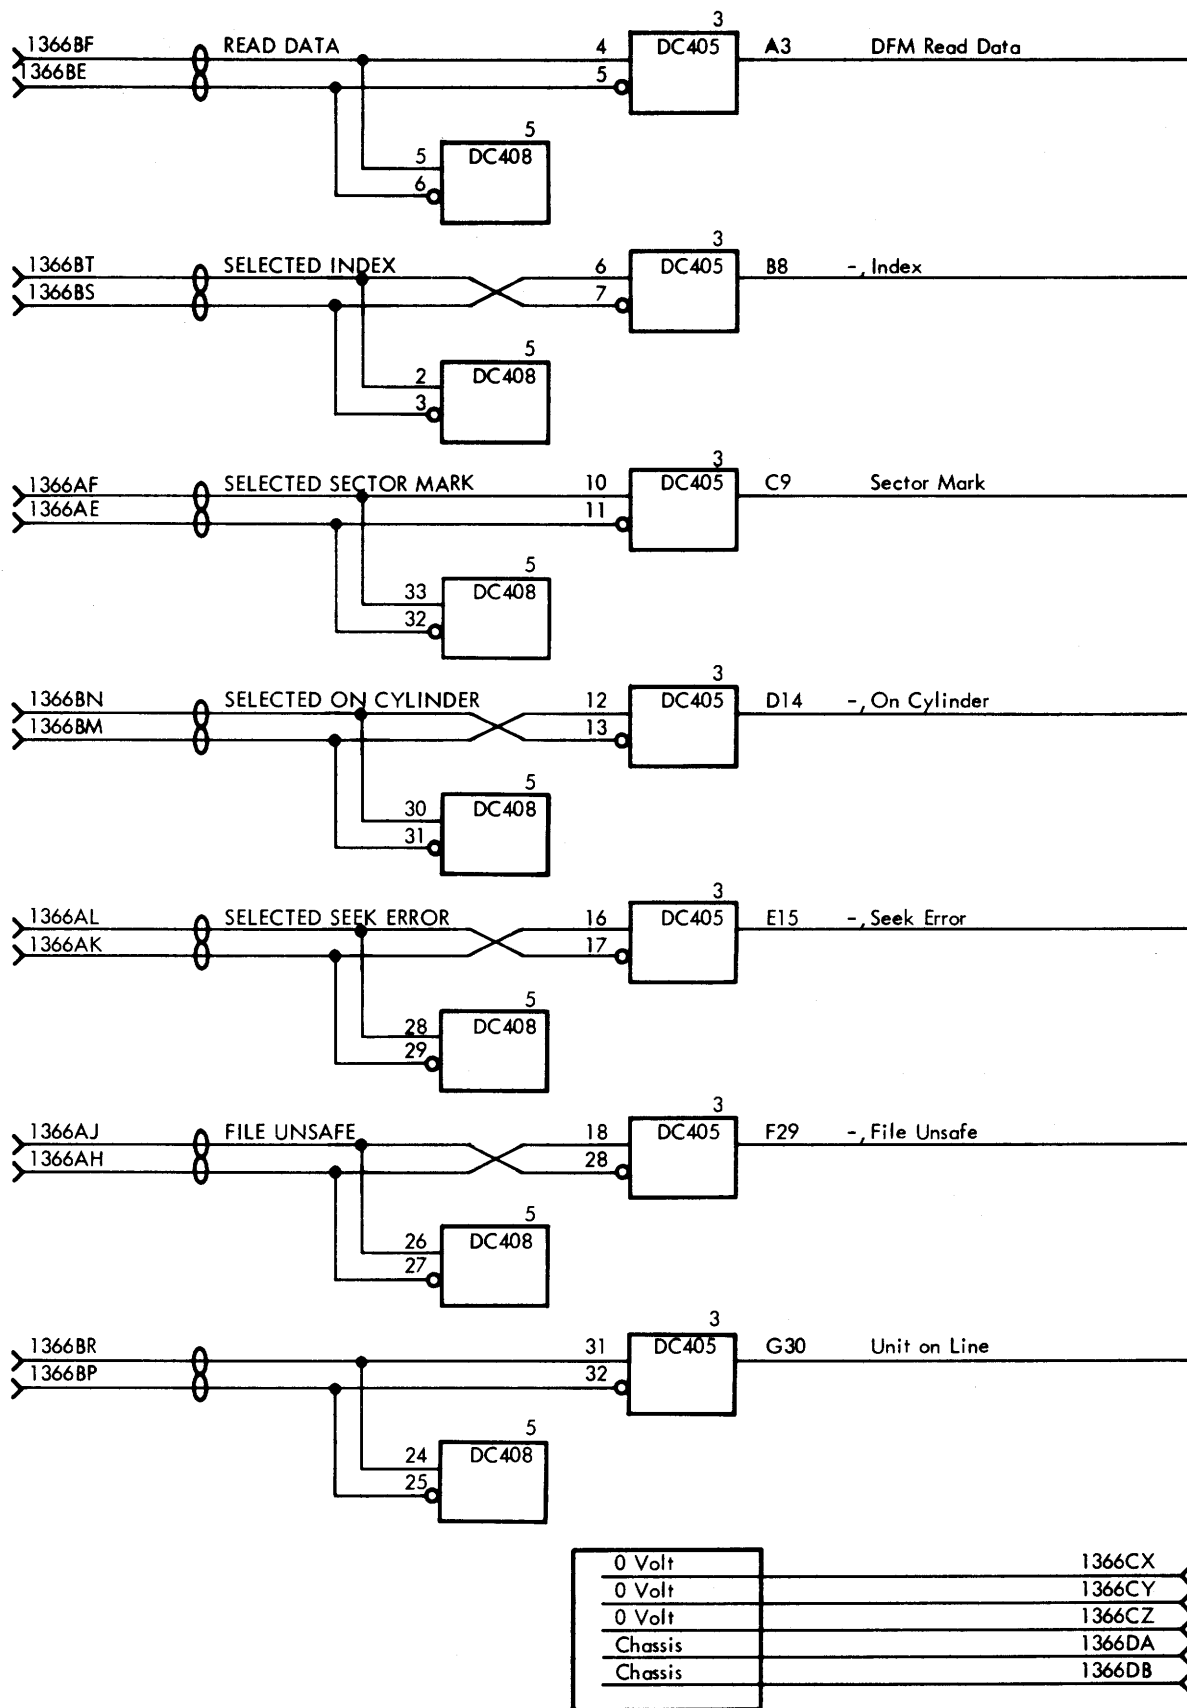 3
1366BF READ DATA 4 DC405 A3 DFM Read Data
1366BE 5
5
5 DC408
6
3
1366BT SELECTED INDEX 6 DC405 B8 -, Index
1366BS 7
5
2 DC408
3
3
1366AF SELECTED SECTOR MARK 10 DC405 C9 Sector Mark
1366AE 11
5
33 DC408
32
3
1366BN SELECTED ON CYLINDER 12 DC405 D14 -, On Cylinder
1366BM 13
5
30 DC408
31
3
1366AL SELECTED SEEK ERROR 16 DC405 E15 -, Seek Error
1366AK 17
5
28 DC408
29
3
1366AJ FILE UNSAFE 18 DC405 F29 -, File Unsafe
1366AH 28
5
26 DC408
27
3
1366BR 31 DC405 G30 Unit on Line
1366BP 32
5
24 DC408
25
0 Volt 1366CX
0 Volt 1366CY
0 Volt 1366CZ
Chassis 1366DA
Chassis 1366DB